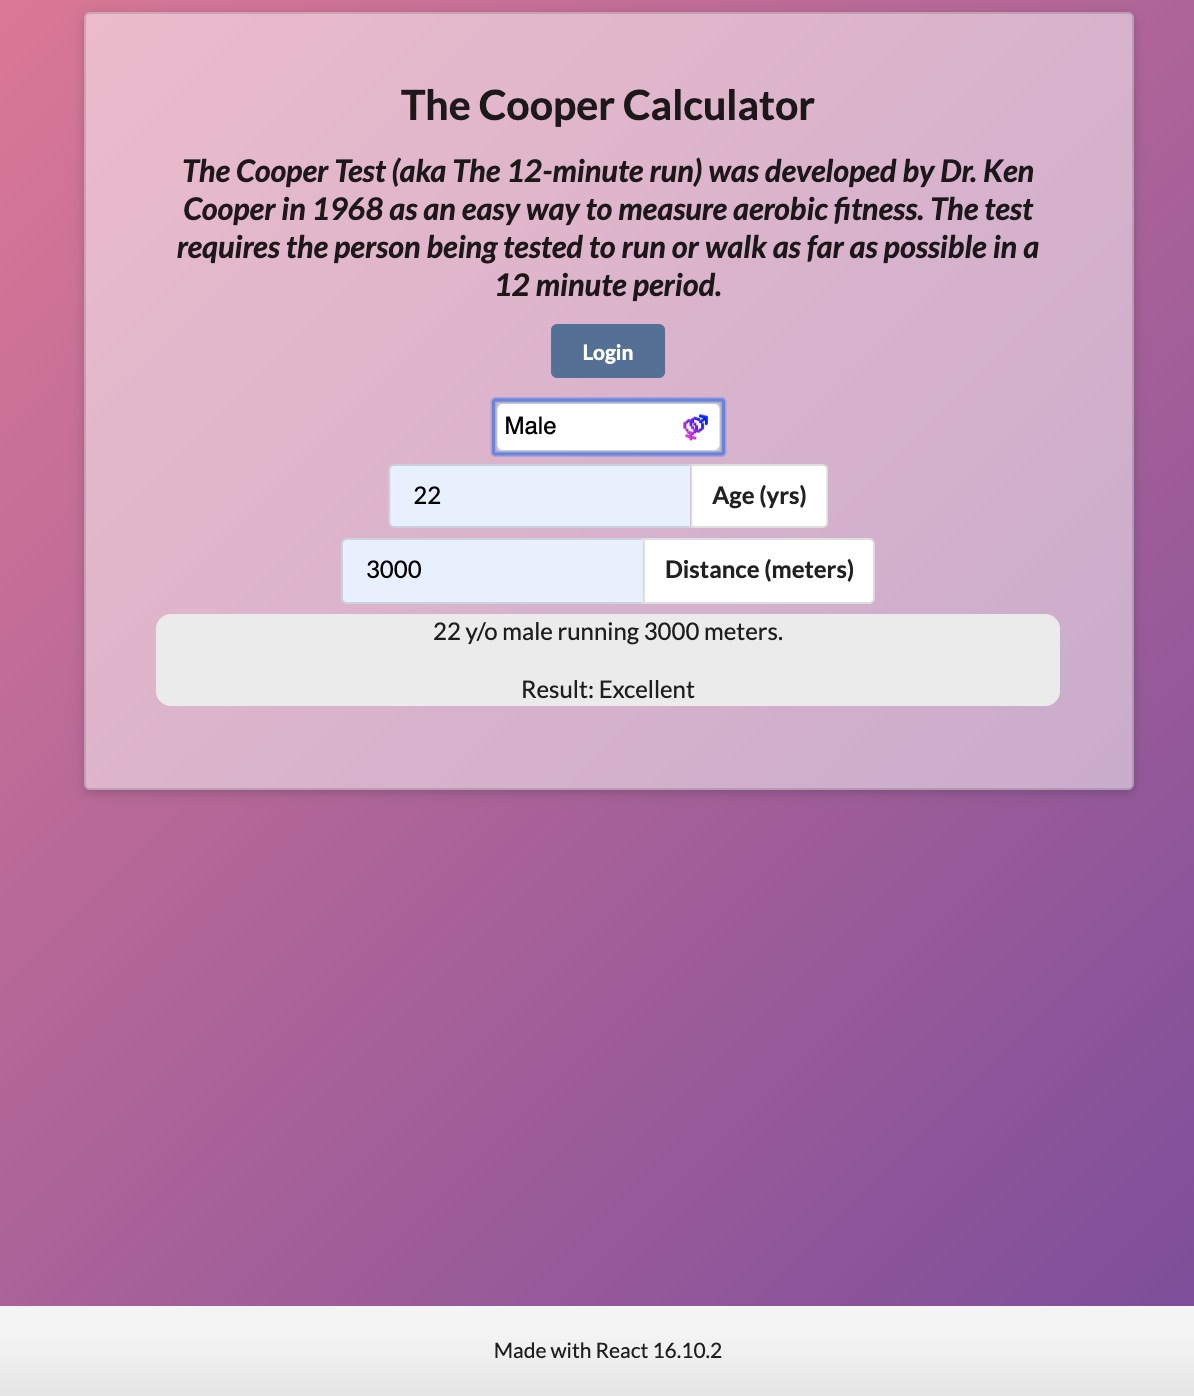 The Cooper Calculator
The Cooper Test (aka The 12-minute run) was developed by Dr. Ken
Cooper in 1968 as an easy way to measure aerobic fitness. The test
requires the person being tested to run or walk as far as possible in a
12 minute period.
Login
Male
22 Age (yrs)
3000 Distance (meters)
22 y/o male running 3000 meters.
Result: Excellent
Made with React 16.10.2